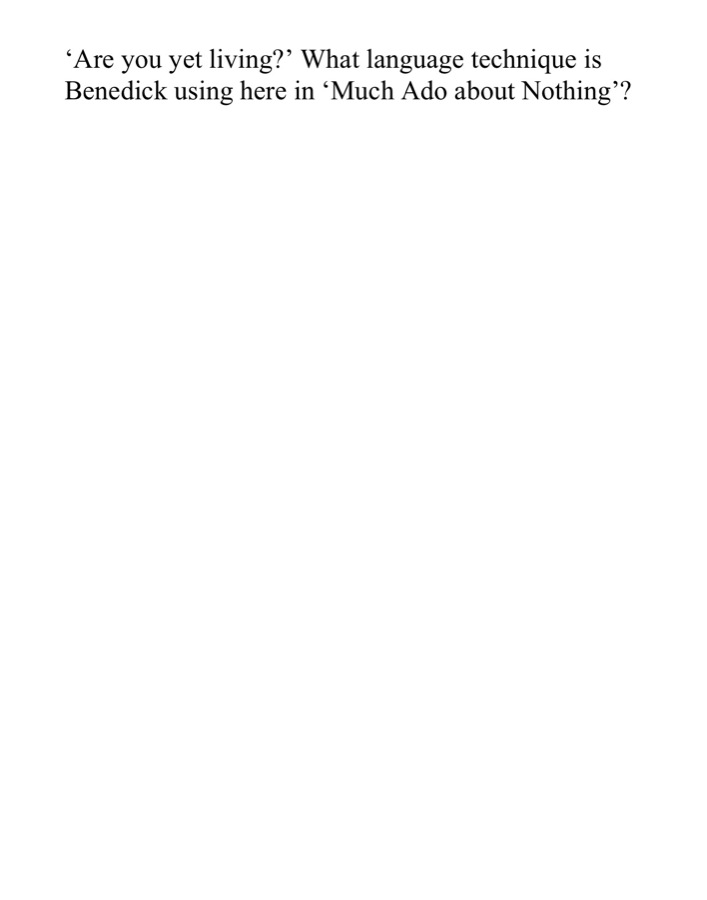 ‘Are you yet living?’ What language technique is
Benedick using here in ‘Much Ado about Nothing’?